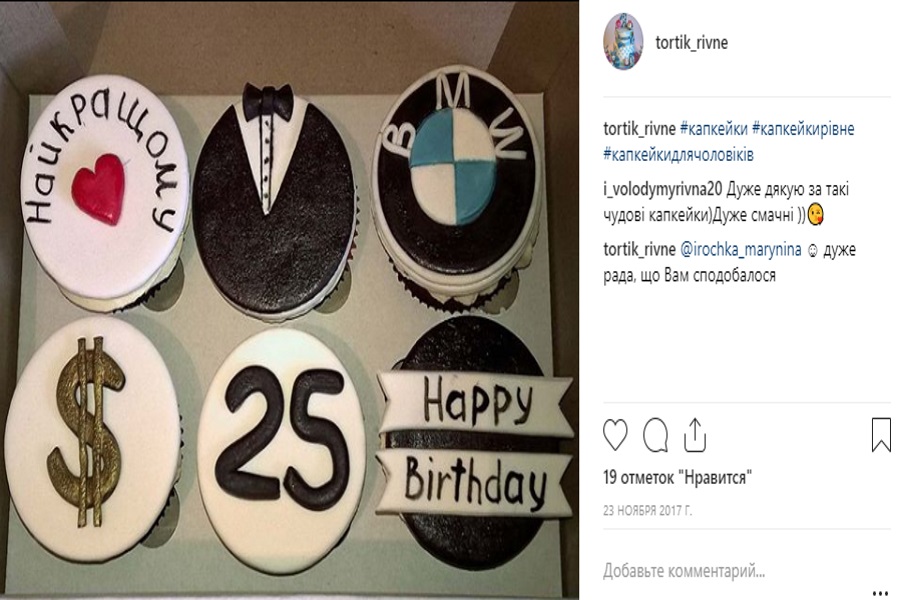 Найкращому
BMW
$
25
Happy
Birthday
tortik_rivne
tortik_rivne #капкейки #капкейкирівне
#капкейкидлячоловіків
i_volodymyrivna20 Дуже дякую за такі
чудові капкейки)Дуже смачні ))😘
tortik_rivne @irochka_marynina ☺ дуже
рада, що Вам сподобалося
19 отметок "Нравится"
23 НОЯБРЯ 2017 Г.
Добавьте комментарий...